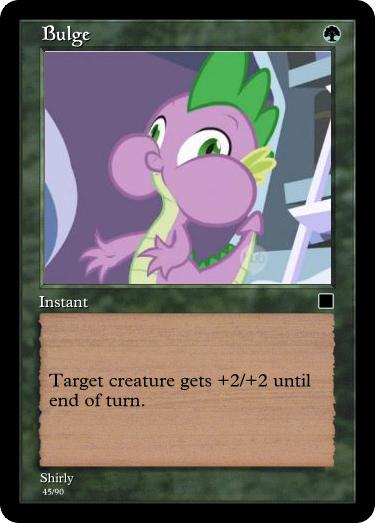 Bulge
Instant
Target creature gets +2/+2 until
end of turn.
Shirly
45/90